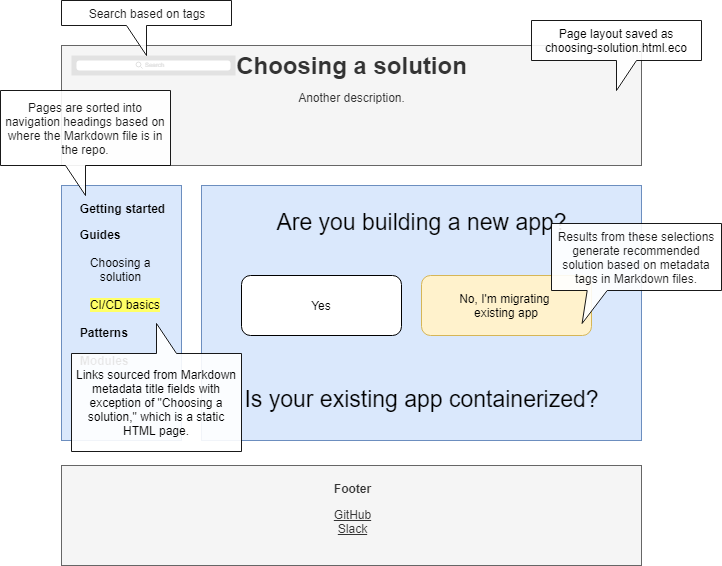 Search based on tags
Page layout saved as
choosing-solution.html.eco
Search
Choosing a solution
Another description.
Pages are sorted into
navigation headings based on
where the Markdown file is in
the repo.
Getting started
Guides
Choosing a
solution
CI/CD basics
Patterns
Modules
Links sourced from Markdown
metadata title fields with
exception of "Choosing a
solution," which is a static
HTML page.
Are you building a new app?
Results from these selections
generate recommended
solution based on metadata
tags in Markdown files.
Yes
No, I'm migrating
existing app
Is your existing app containerized?
Footer
GitHub
Slack